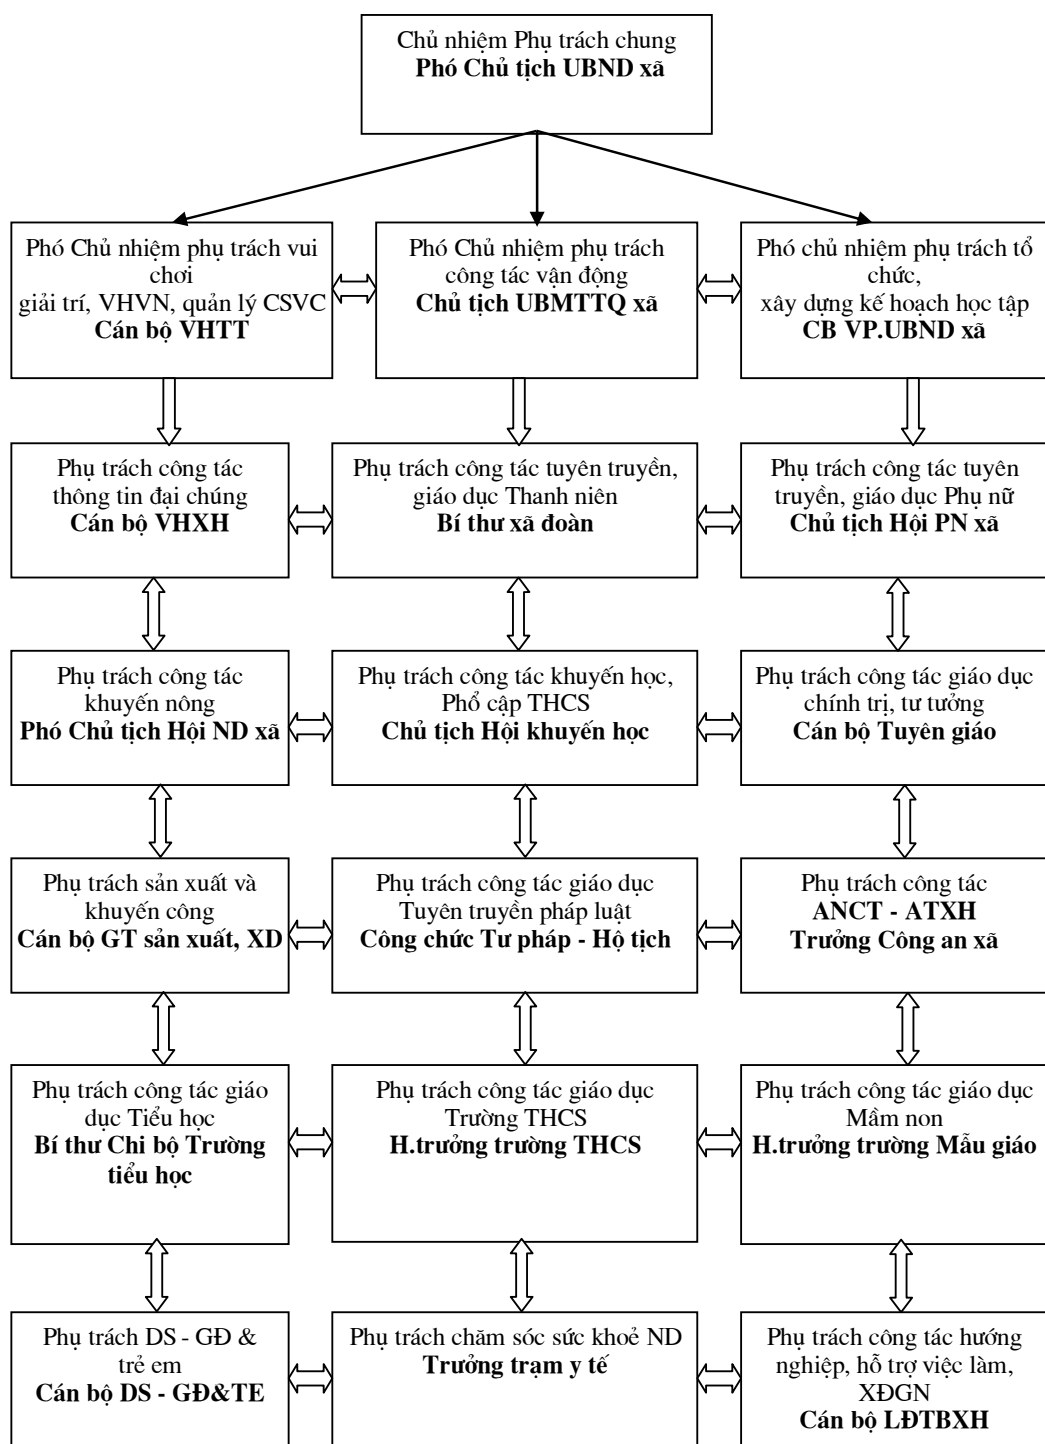 Chủ nhiệm Phụ trách chung
Phó Chủ tịch UBND xã
Phó Chủ nhiệm phụ trách vui
chơi
giải trí, VHVN, quản lý CSVC
Cán bộ VHTT
Phó Chủ nhiệm phụ trách
công tác vận động
Chủ tịch UBMTTQ xã
Phó chủ nhiệm phụ trách tổ
chức,
xây dựng kế hoạch học tập
CB VP.UBND xã
Phụ trách công tác
thông tin đại chúng
Cán bộ VHXH
Phụ trách công tác tuyên truyền,
giáo dục Thanh niên
Bí thư xã đoàn
Phụ trách công tác tuyên
truyền, giáo dục Phụ nữ
Chủ tịch Hội PN xã
Phụ trách công tác
khuyến nông
Phó Chủ tịch Hội ND xã
Phụ trách công tác khuyến học,
Phổ cập THCS
Chủ tịch Hội khuyến học
Phụ trách công tác giáo dục
chính trị, tư tưởng
Cán bộ Tuyên giáo
Phụ trách sản xuất và
khuyến công
Cán bộ GT sản xuất, XD
Phụ trách công tác giáo dục
Tuyên truyền pháp luật
Công chức Tư pháp - Hộ tịch
Phụ trách công tác
ANCT - ATXH
Trưởng Công an xã
Phụ trách công tác giáo
dục Tiểu học
Bí thư Chi bộ Trường
tiểu học
Phụ trách công tác giáo dục
Trường THCS
H.trưởng trường THCS
Phụ trách công tác giáo dục
Mầm non
H.trưởng trường Mẫu giáo
Phụ trách DS - GĐ &
trẻ em
Cán bộ DS - GĐ&TE
Phụ trách chăm sóc sức khoẻ ND
Trưởng trạm y tế
Phụ trách công tác hướng
nghiệp, hỗ trợ việc làm,
XĐGN
Cán bộ LĐTBXH